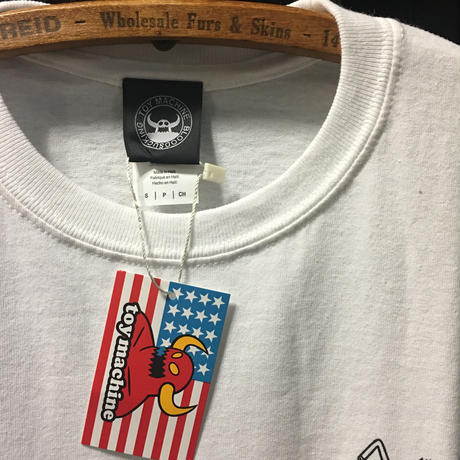 REID - Wholesale Furs & Skins - 14
TOY MACHINE
BLOODSUCKING
Made in Haiti
Fabriqué en Haïti
Hecho en Haití
S | P | CH
toy machine